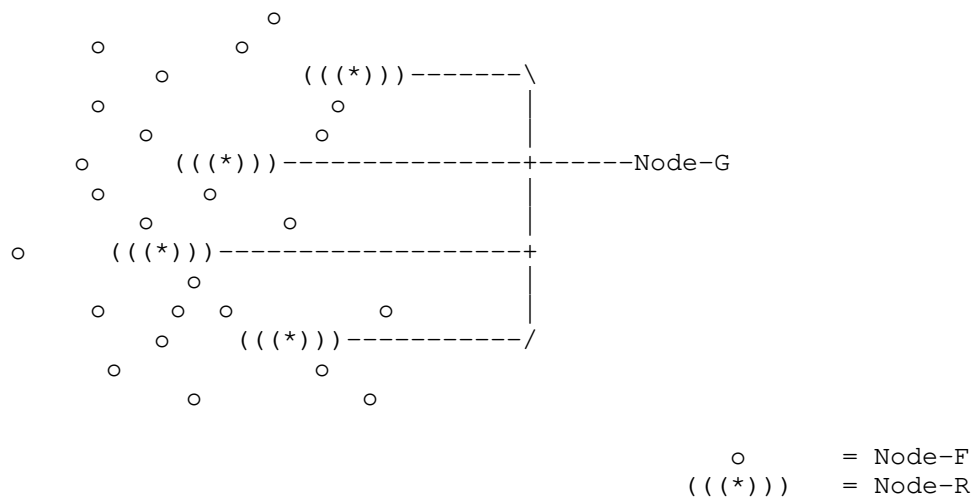 o
     o        o
         o        (((*)))-------\
     o              o           |
        o          o            |
    o     (((*)))---------------+------Node-G
     o      o                   |
        o        o              |
o     (((*)))-------------------+
           o                    |
     o    o  o         o        |
         o    (((*)))-----------/
      o            o
           o          o
o = Node-F
(((*))) = Node-R